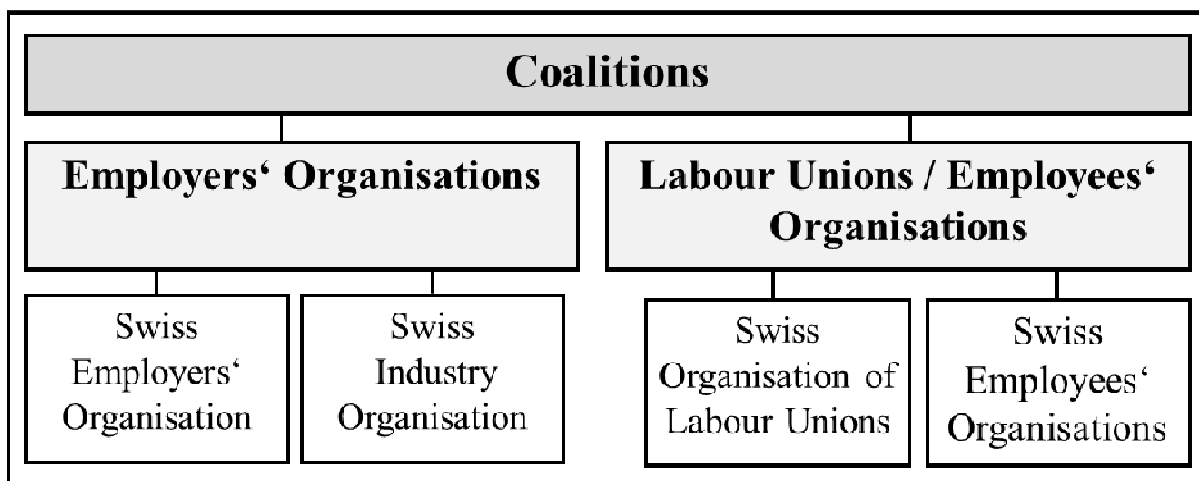 Coalitions
Employers‘ Organisations
Labour Unions / Employees‘
Organisations
Swiss
Employers‘
Organisation
Swiss
Industry
Organisation
Swiss
Organisation of
Labour Unions
Swiss
Employees‘
Organisations